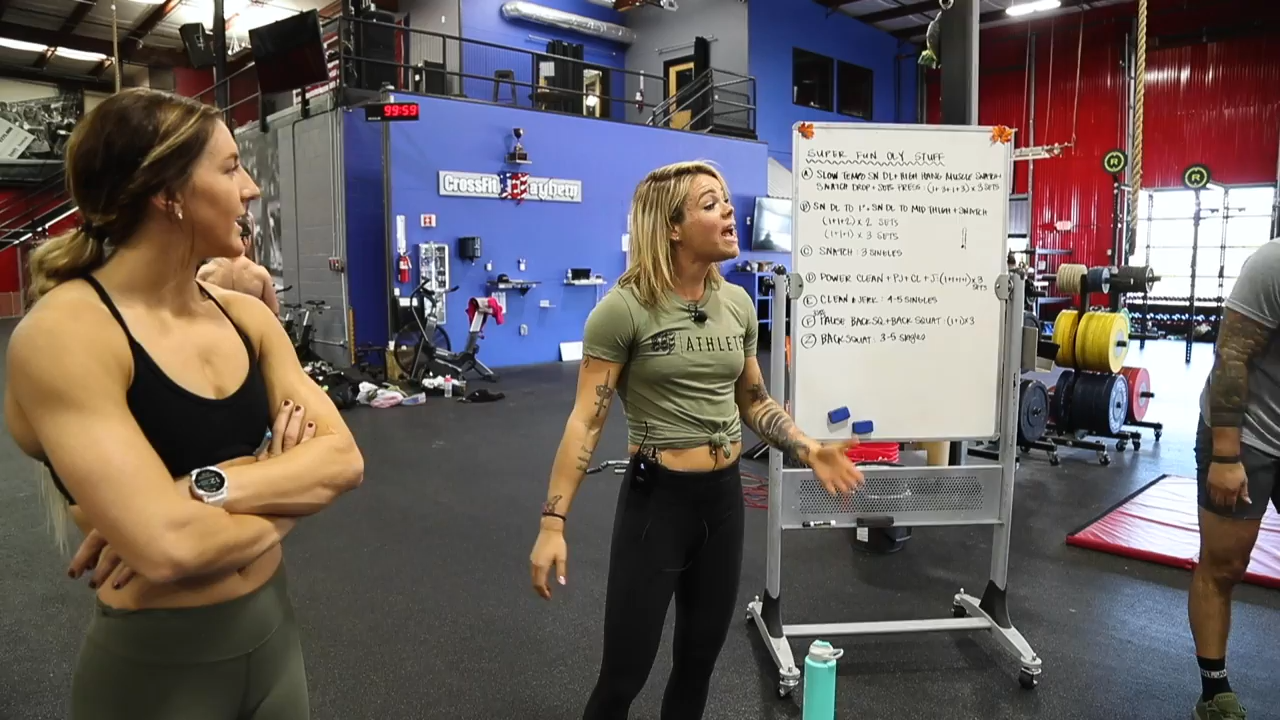 99:59
CrossFit Mayhem
ATHLETE
SUPER FUN OLY STUFF
A SLOW TEMPO SN DL + HIGH HANG MUSCLE SNATCH +
SNATCH DROP + SOTS PRESS (1+3+1+3) X 3 SETS
B SN DL TO 1" + SN DL TO MID THIGH + SNATCH
(1+1+2) X 2 SETS
(1+1+1) X 3 SETS
C SNATCH: 3 SINGLES
D POWER CLEAN + PJ + CL + J (1+1+1+1) X 3
SETS
E CLEAN & JERK: 4-5 SINGLES
F PAUSE BACK SQ + BACK SQUAT: (1+1) X 3
BACK SQUAT: 3-5 singles
R
R